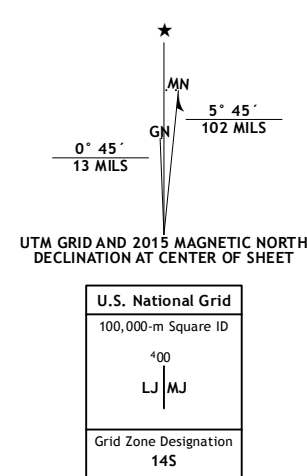 ★
MN
GN
5° 45´
102 MILS
0° 45´
13 MILS
UTM GRID AND 2015 MAGNETIC NORTH
DECLINATION AT CENTER OF SHEET
U.S. National Grid
100,000-m Square ID
⁴00
LJ MJ
Grid Zone Designation
14S